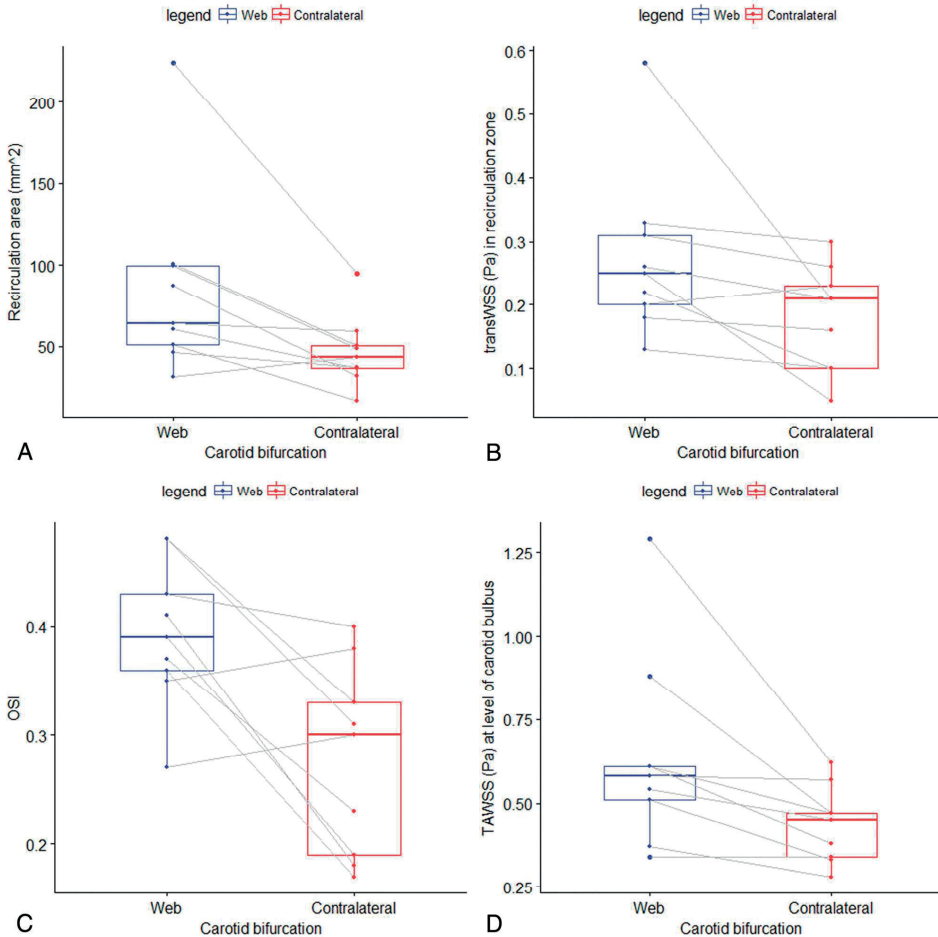 legend Web Contralateral
Recirculation area (mm^2)
200
150
100
50
Web Contralateral
Carotid bifurcation
A
legend Web Contralateral
transWSS (Pa) in recirculation zone
0.6
0.5
0.4
0.3
0.2
0.1
Web Contralateral
Carotid bifurcation
B
legend Web Contralateral
OSI
0.4
0.3
0.2
Web Contralateral
Carotid bifurcation
C
legend Web Contralateral
TAWSS (Pa) at level of carotid bulbus
1.25
1.00
0.75
0.50
0.25
Web Contralateral
Carotid bifurcation
D